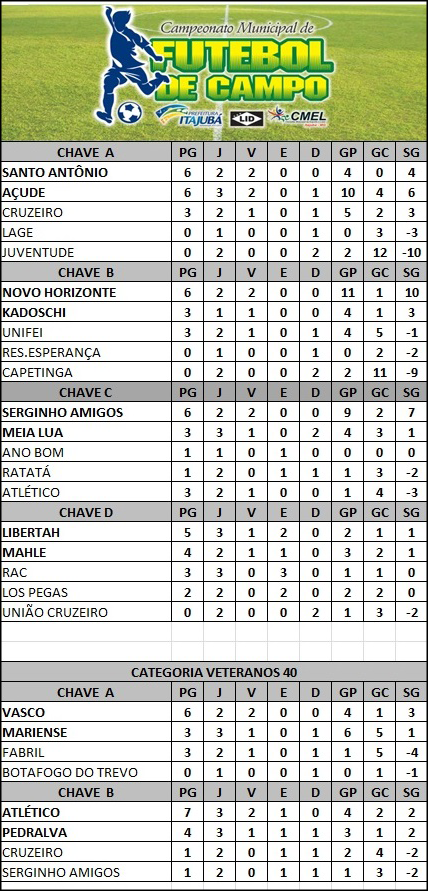 Campeonato Municipal de
FUTEBOL
DE CAMPO
PREFEITURA ITAJUBÁ LID CMEL
CHAVE A PG J V E D GP GC SG
SANTO ANTÔNIO 6 2 2 0 0 4 0 4
AÇUDE 6 3 2 0 1 10 4 6
CRUZEIRO 3 2 1 0 1 5 2 3
LAGE 0 1 0 0 1 0 3 -3
JUVENTUDE 0 2 0 0 2 2 12 -10
CHAVE B PG J V E D GP GC SG
NOVO HORIZONTE 6 2 2 0 0 11 1 10
KADOSCHI 3 1 1 0 0 4 1 3
UNIFEI 3 2 1 0 1 4 5 -1
RES.ESPERANÇA 0 1 0 0 1 0 2 -2
CAPETINGA 0 2 0 0 2 2 11 -9
CHAVE C PG J V E D GP GC SG
SERGINHO AMIGOS 6 2 2 0 0 9 2 7
MEIA LUA 3 3 1 0 2 4 3 1
ANO BOM 1 1 0 1 0 0 0 0
RATATÁ 1 2 0 1 1 1 3 -2
ATLÉTICO 3 2 1 0 0 1 4 -3
CHAVE D PG J V E D GP GC SG
LIBERTAH 5 3 1 2 0 2 1 1
MAHLE 4 2 1 1 0 3 2 1
RAC 3 3 0 3 0 1 1 0
LOS PEGAS 2 2 0 2 0 2 2 0
UNIÃO CRUZEIRO 0 2 0 0 2 1 3 -2
CATEGORIA VETERANOS 40
CHAVE A PG J V E D GP GC SG
VASCO 6 2 2 0 0 4 1 3
MARIENSE 3 3 1 0 1 6 5 1
FABRIL 3 2 1 0 1 1 5 -4
BOTAFOGO DO TREVO 0 1 0 0 1 0 1 -1
CHAVE B PG J V E D GP GC SG
ATLÉTICO 7 3 2 1 0 4 2 2
PEDRALVA 4 3 1 1 1 3 1 2
CRUZEIRO 1 2 0 1 1 2 4 -2
SERGINHO AMIGOS 1 2 0 1 1 1 3 -2